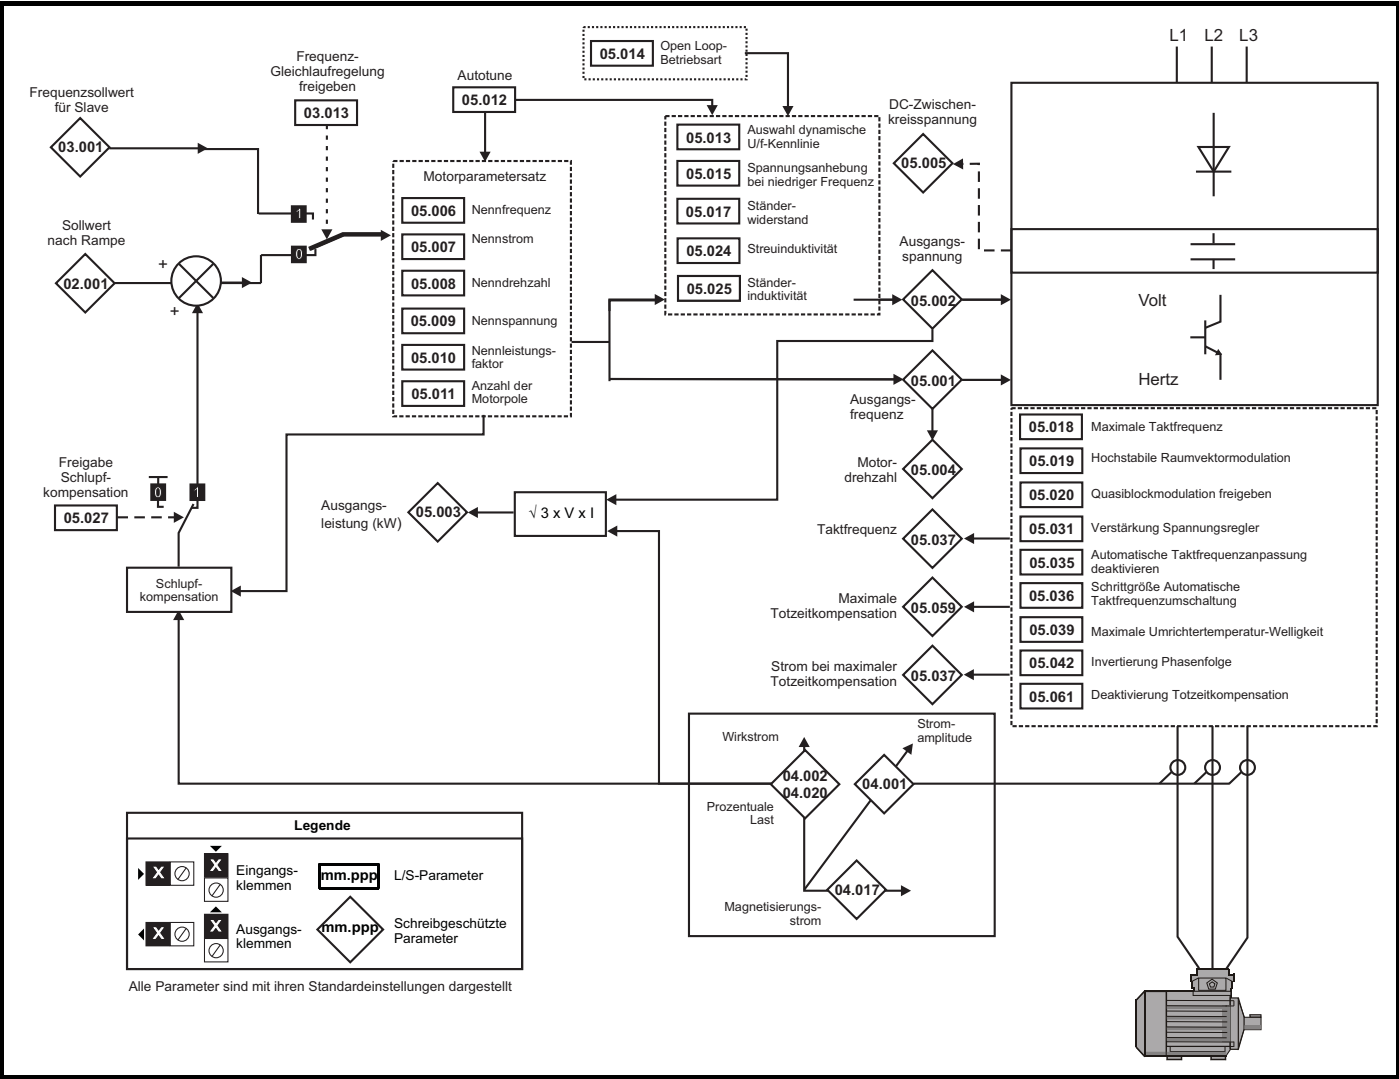 L1 L2 L3
05.014
Open Loop-
Betriebsart
Frequenz-
Gleichlaufregelung
freigeben
03.013
Autotune
05.012
Frequenzsollwert
für Slave
03.001
1
0
Sollwert
nach Rampe
02.001
+
+
Motorparametersatz
05.006 Nennfrequenz
05.007 Nennstrom
05.008 Nenndrehzahl
05.009 Nennspannung
05.010 Nennleistungs-
faktor
05.011 Anzahl der
Motorpole
05.013 Auswahl dynamische
U/f-Kennlinie
05.015 Spannungsanhebung
bei niedriger Frequenz
05.017 Ständer-
widerstand
05.024 Streuinduktivität
05.025 Ständer-
induktivität
DC-Zwischen-
kreisspannung
05.005
Ausgangs-
spannung
05.002
05.001
Ausgangs-
frequenz
Motor-
drehzahl
05.004
Volt
Hertz
Freigabe
Schlupf-
kompensation
05.027
0
1
Schlupf-
kompensation
Ausgangs-
leistung (kW)
05.003
√ 3 x V x I
Taktfrequenz
05.037
Maximale
Totzeitkompensation
05.059
Strom bei maximaler
Totzeitkompensation
05.037
05.018 Maximale Taktfrequenz
05.019 Hochstabile Raumvektormodulation
05.020 Quasiblockmodulation freigeben
05.031 Verstärkung Spannungsregler
05.035 Automatische Taktfrequenzanpassung
deaktivieren
05.036 Schrittgröße Automatische
Taktfrequenzumschaltung
05.039 Maximale Umrichtertemperatur-Welligkeit
05.042 Invertierung Phasenfolge
05.061 Deaktivierung Totzeitkompensation
Wirkstrom
Strom-
amplitude
04.002
04.020
04.001
Prozentuale
Last
04.017
Magnetisierungs-
strom
Legende
X
X
Eingangs-
klemmen
mm.ppp
L/S-Parameter
X
X
Ausgangs-
klemmen
mm.ppp
Schreibgeschützte
Parameter
Alle Parameter sind mit ihren Standardeinstellungen dargestellt